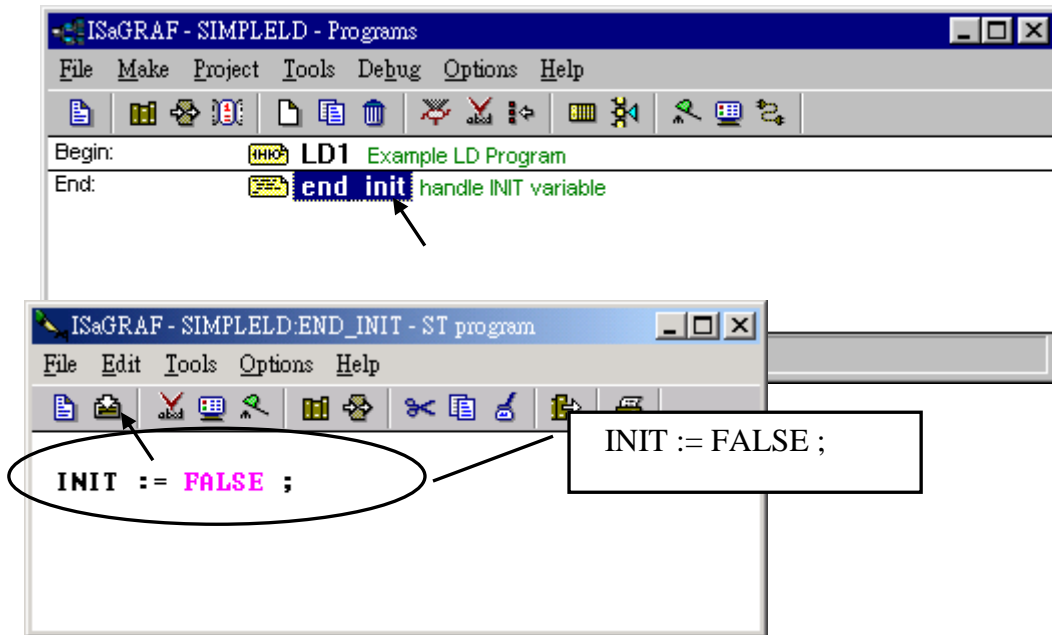 ISaGRAF - SIMPLELD - Programs
File Make Project Tools Debug Options Help
Begin: LD1 Example LD Program
End: end_init handle INIT variable
ISaGRAF - SIMPLELD:END_INIT - ST program
File Edit Tools Options Help
INIT := FALSE ;
INIT := FALSE ;